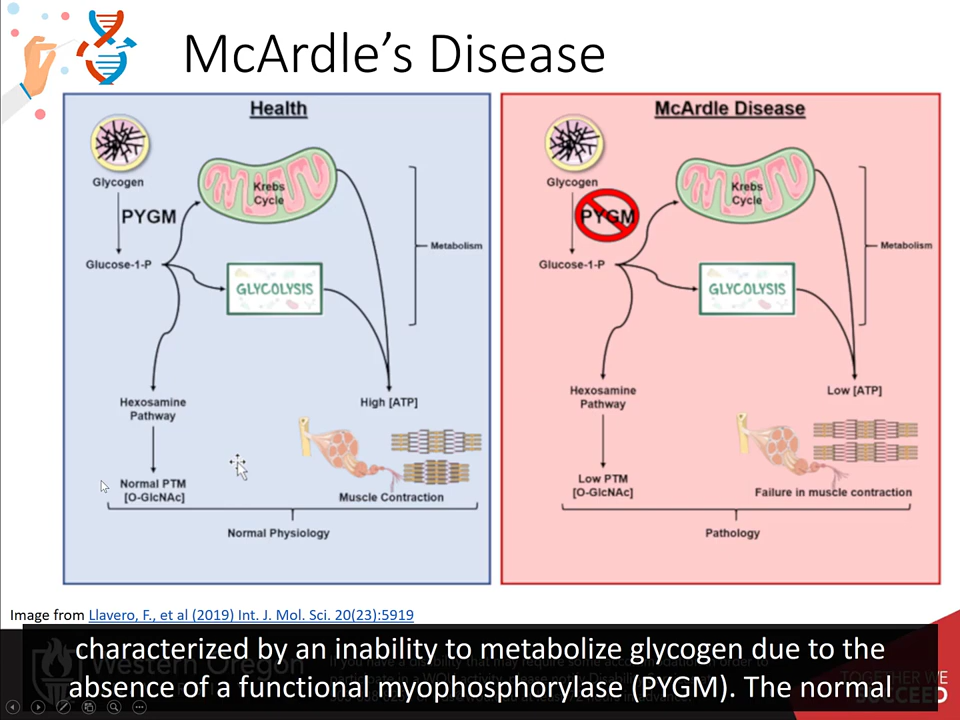 McArdle's Disease
Health
Glycogen
PYGM
Glucose-1-P
Krebs
Cycle
GLYCOLYSIS
Metabolism
Hexosamine
Pathway
High [ATP]
Normal PTM
[O-GlcNAc]
Muscle Contraction
Normal Physiology
McArdle Disease
Glycogen
PYGM
Glucose-1-P
Krebs
Cycle
GLYCOLYSIS
Metabolism
Hexosamine
Pathway
Low [ATP]
Low PTM
[O-GlcNAc]
Failure in muscle contraction
Pathology
Image from Llavero, F., et al (2019) Int. J. Mol. Sci. 20(23):5919
characterized by an inability to metabolize glycogen due to the
absence of a functional myophosphorylase (PYGM). The normal
Western Oregon
TOGETHER WE
SUCCEED